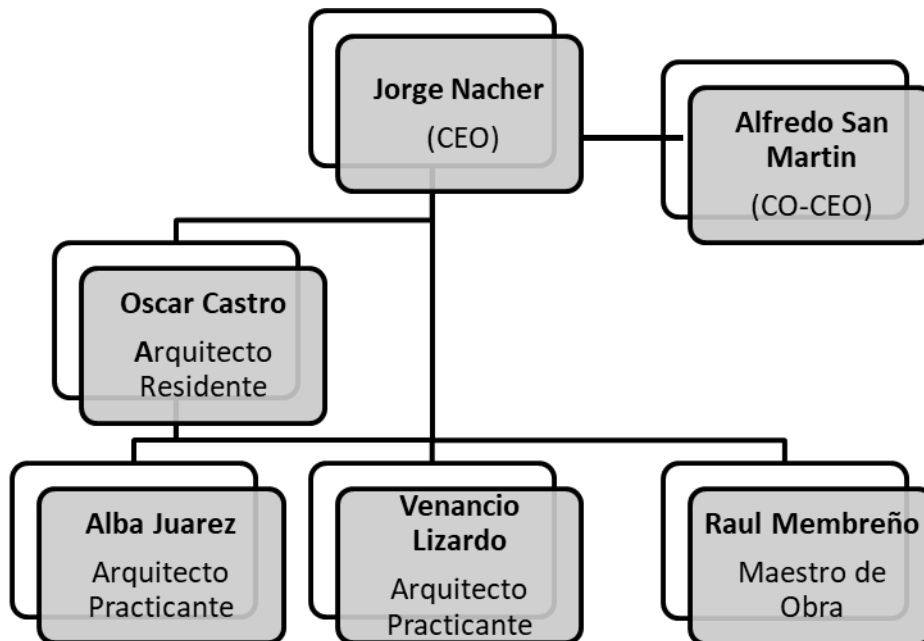 Jorge Nacher
(CEO)
Alfredo San
Martin
(CO-CEO)
Oscar Castro
Arquitecto
Residente
Alba Juarez
Arquitecto
Practicante
Venancio
Lizardo
Arquitecto
Practicante
Raul Membreño
Maestro de
Obra